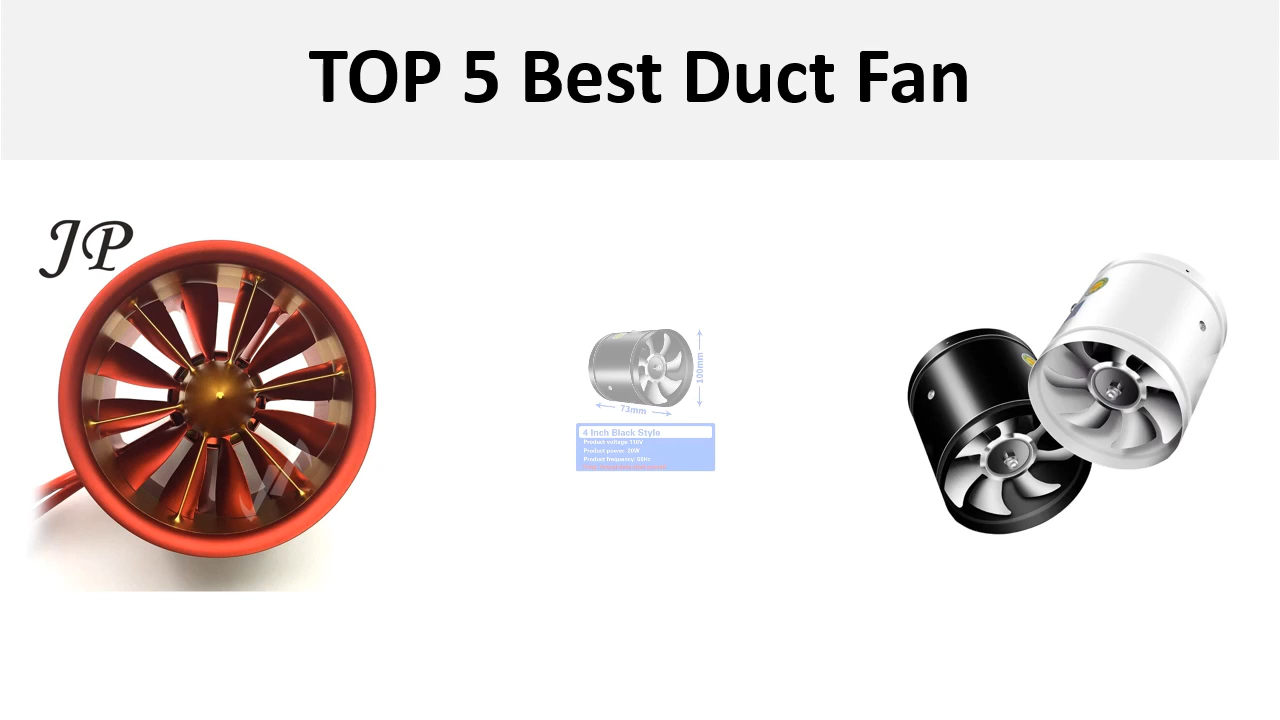 TOP 5 Best Duct Fan
JP
100mm
73mm
4 Inch Black Style
Product voltage 110V
Product power: 30W
Product frequency: 60Hz